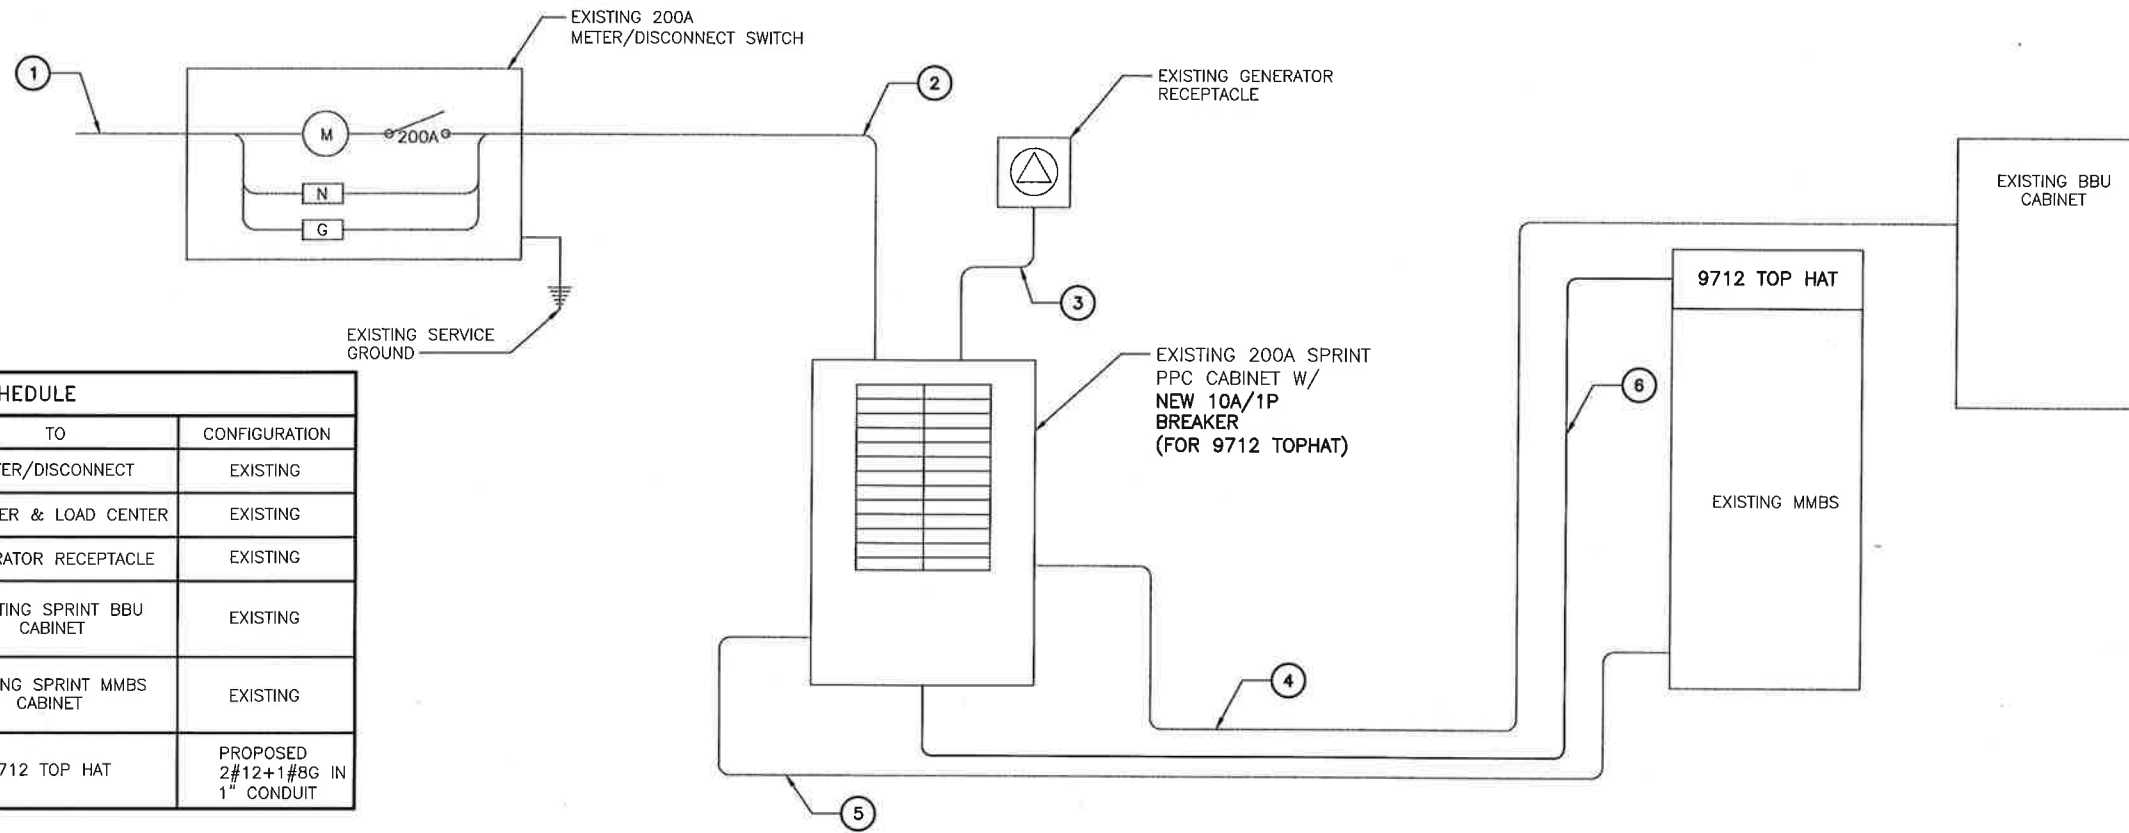 EXISTING 200A
METER/DISCONNECT SWITCH
1
2
EXISTING GENERATOR
RECEPTACLE
M
200A
N
G
EXISTING BBU
CABINET
9712 TOP HAT
3
EXISTING SERVICE
GROUND
EXISTING 200A SPRINT
PPC CABINET W/
NEW 10A/1P
BREAKER
(FOR 9712 TOPHAT)
6
EXISTING MMBS
HEDULE
TO
CONFIGURATION
TER/DISCONNECT
EXISTING
ER & LOAD CENTER
EXISTING
RATOR RECEPTACLE
EXISTING
TING SPRINT BBU
CABINET
EXISTING
NG SPRINT MMBS
CABINET
EXISTING
712 TOP HAT
PROPOSED
2#12+1#8G IN
1" CONDUIT
4
5